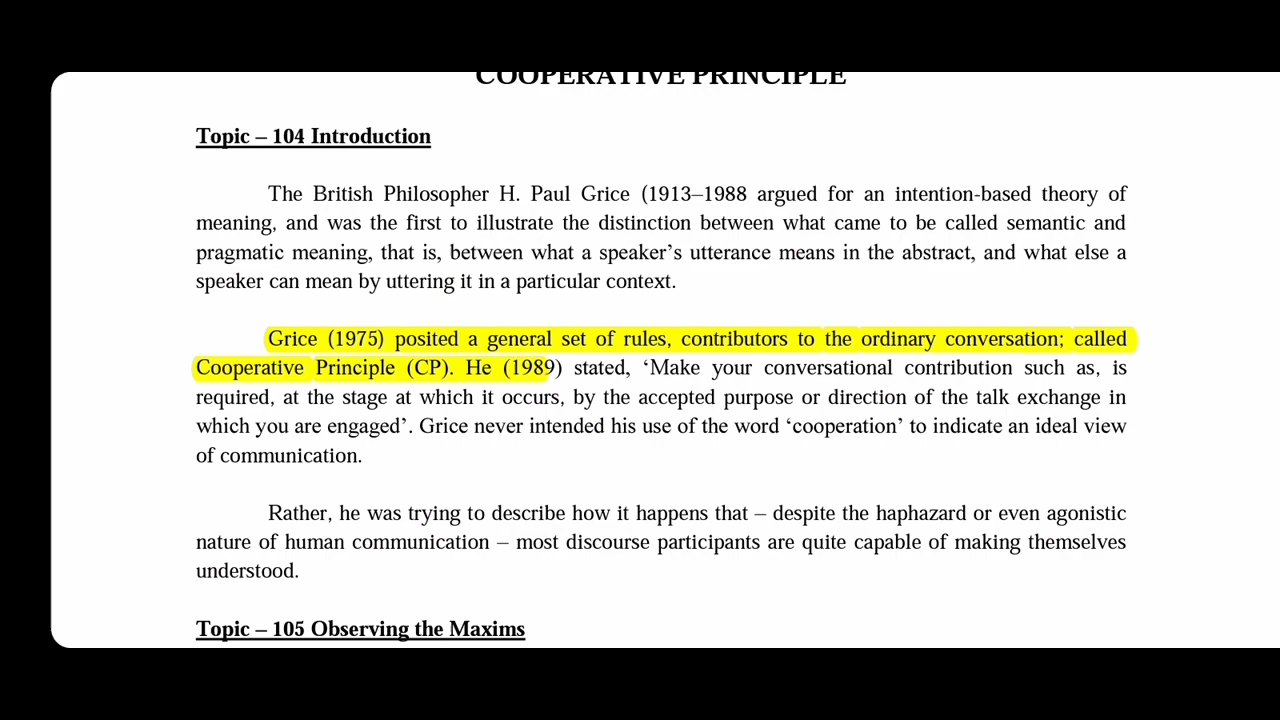 COOPERATIVE PRINCIPLE
Topic – 104 Introduction
The British Philosopher H. Paul Grice (1913–1988 argued for an intention-based theory of
meaning, and was the first to illustrate the distinction between what came to be called semantic and
pragmatic meaning, that is, between what a speaker’s utterance means in the abstract, and what else a
speaker can mean by uttering it in a particular context.
Grice (1975) posited a general set of rules, contributors to the ordinary conversation; called
Cooperative Principle (CP). He (1989) stated, ‘Make your conversational contribution such as, is
required, at the stage at which it occurs, by the accepted purpose or direction of the talk exchange in
which you are engaged’. Grice never intended his use of the word ‘cooperation’ to indicate an ideal view
of communication.
Rather, he was trying to describe how it happens that – despite the haphazard or even agonistic
nature of human communication – most discourse participants are quite capable of making themselves
understood.
Topic – 105 Observing the Maxims